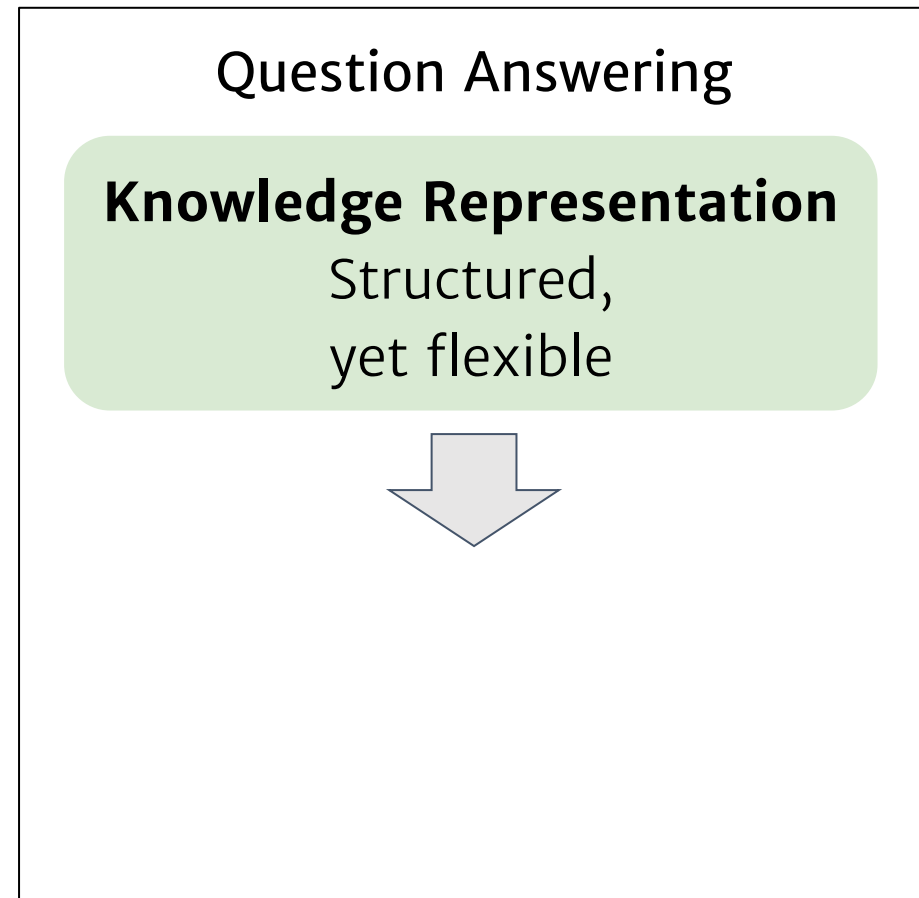 Question Answering
Knowledge Representation
Structured,
yet flexible